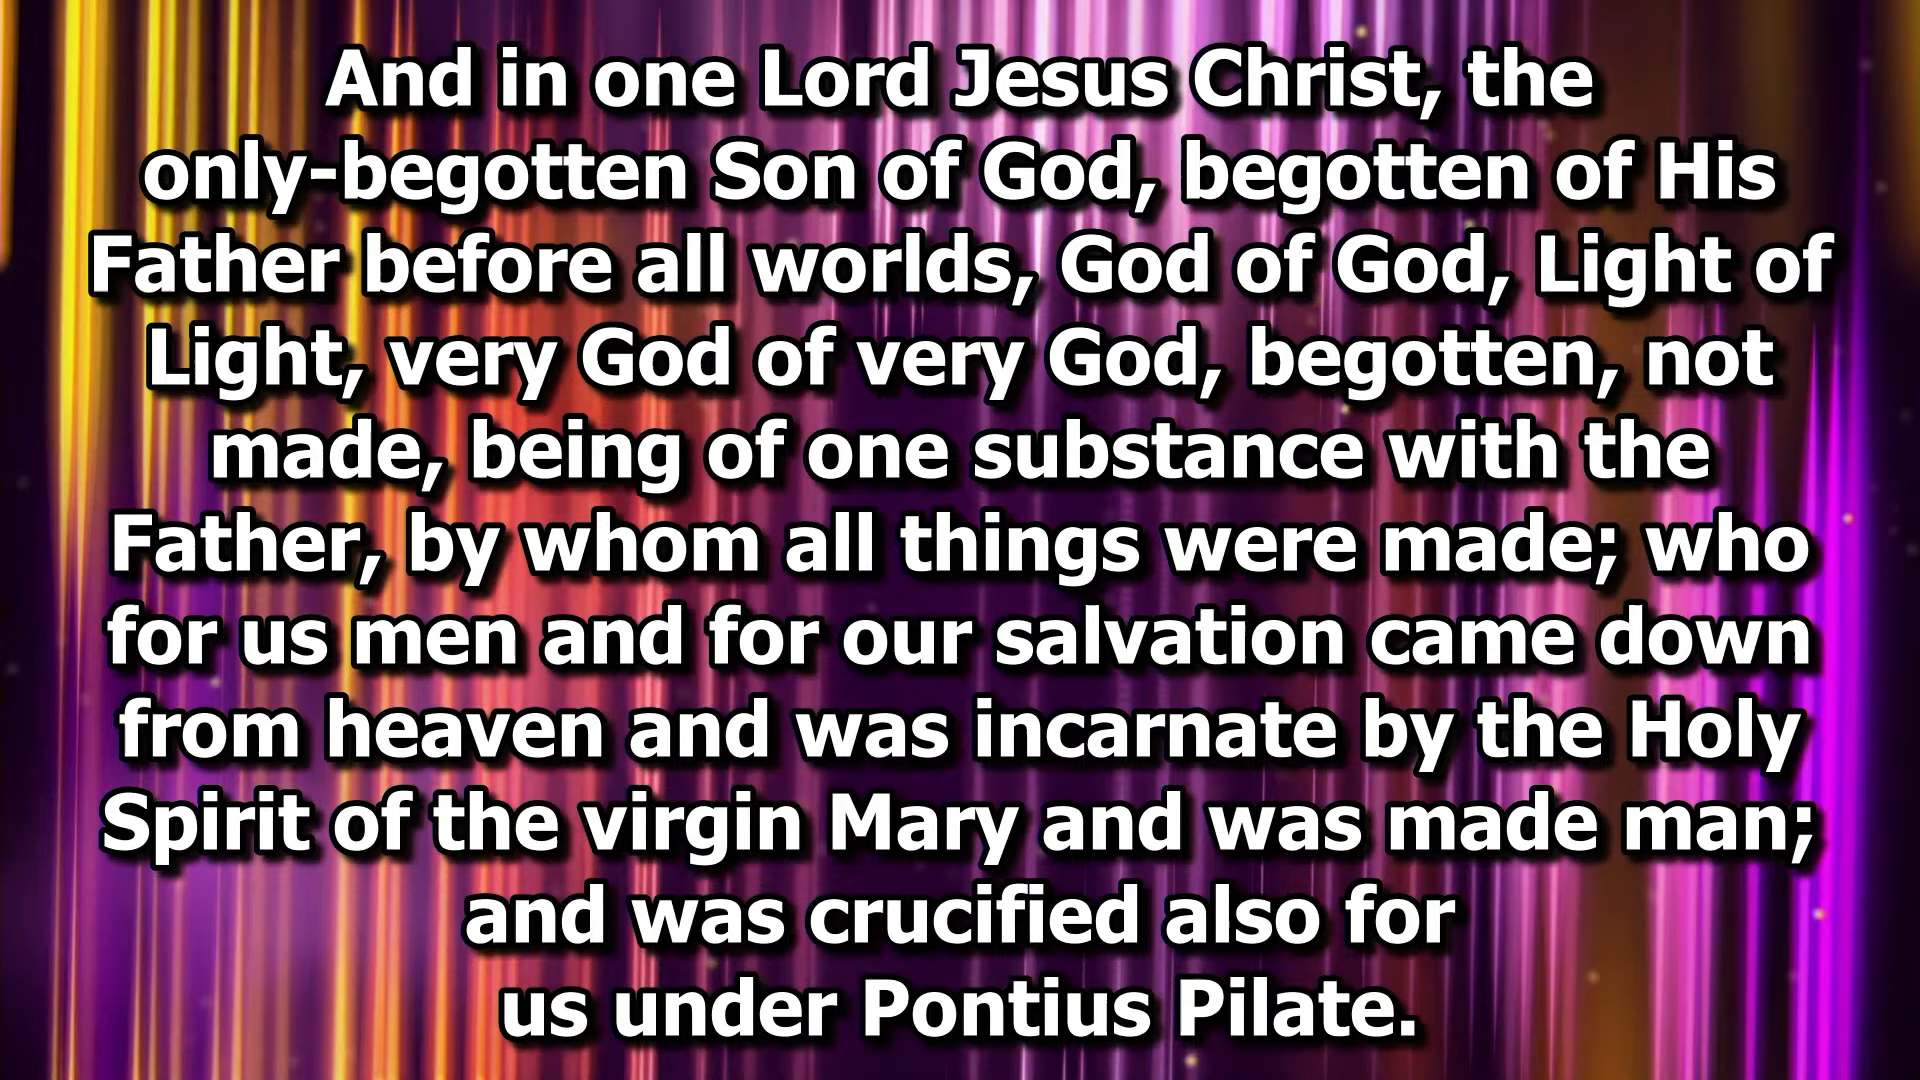 And in one Lord Jesus Christ, the
only-begotten Son of God, begotten of His
Father before all worlds, God of God, Light of
Light, very God of very God, begotten, not
made, being of one substance with the
Father, by whom all things were made; who
for us men and for our salvation came down
from heaven and was incarnate by the Holy
Spirit of the virgin Mary and was made man;
and was crucified also for
us under Pontius Pilate.